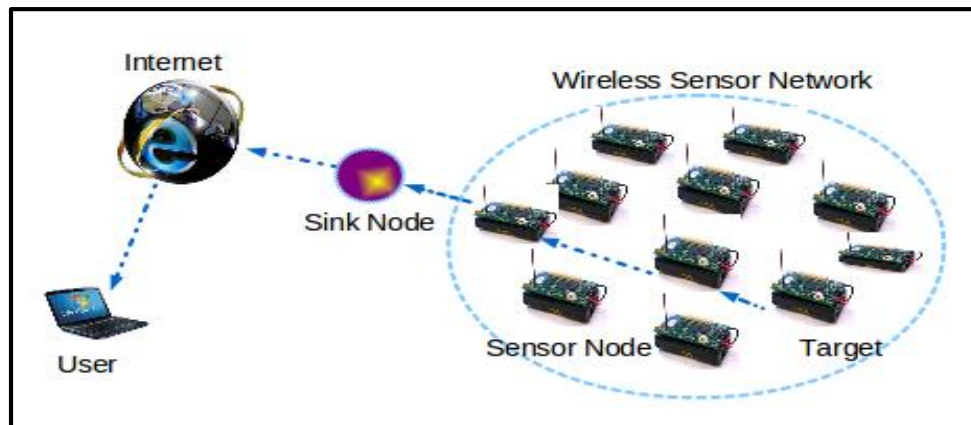 Internet
Wireless Sensor Network
Sink Node
Sensor Node
Target
User